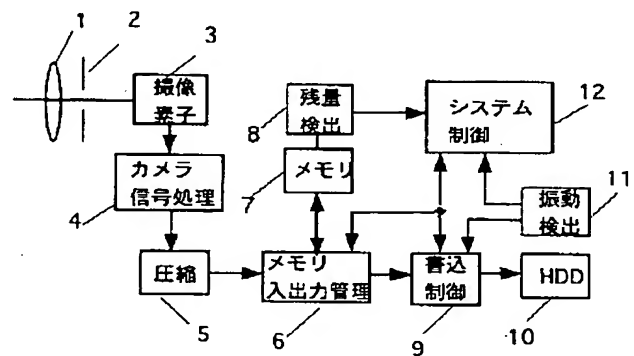 1
2
3
撮像
素子
カメラ
信号処理
4
圧縮
5
残量
検出
8
メモリ
7
メモリ
入出力管理
6
システム
制御
12
振動
検出
11
書込
制御
9
HDD
10